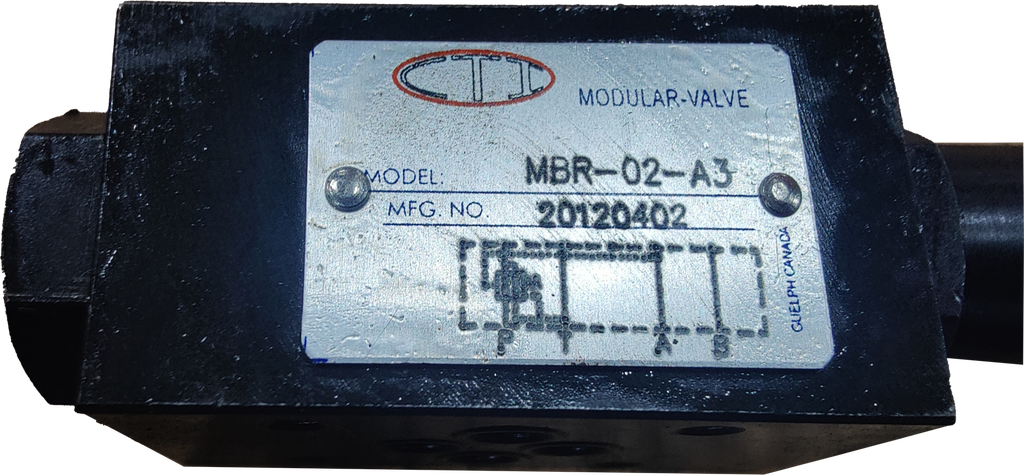 CTI
MODULAR-VALVE
MODEL: MBR-02-A3
MFG. NO. 20120402
P T A B
GUELPH CANADA